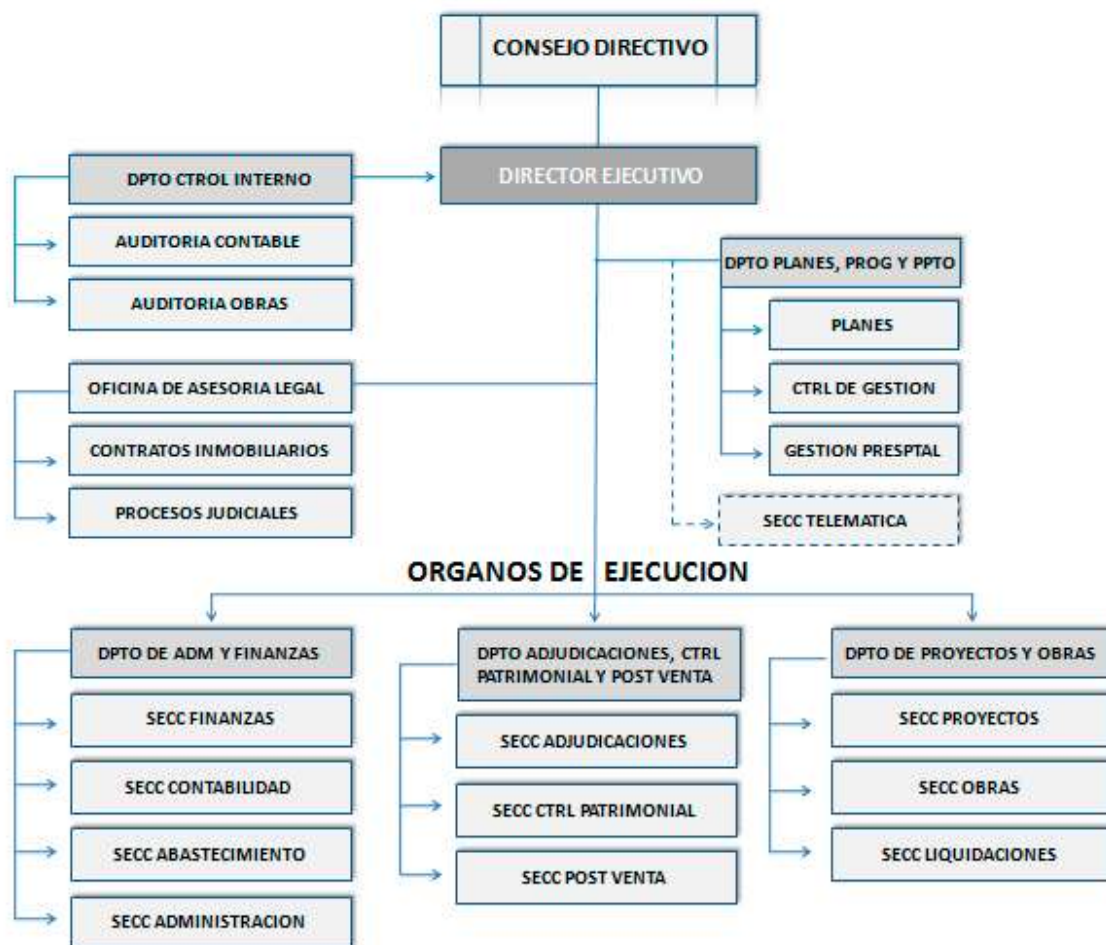 CONSEJO DIRECTIVO
DIRECTOR EJECUTIVO
DPTO CTROL INTERNO
AUDITORIA CONTABLE
AUDITORIA OBRAS
DPTO PLANES, PROG Y PPTO
PLANES
CTRL DE GESTION
GESTION PRESPTAL
SECC TELEMATICA
OFICINA DE ASESORIA LEGAL
CONTRATOS INMOBILIARIOS
PROCESOS JUDICIALES
ORGANOS DE EJECUCION
DPTO DE ADM Y FINANZAS
SECC FINANZAS
SECC CONTABILIDAD
SECC ABASTECIMIENTO
SECC ADMINISTRACION
DPTO ADJUDICACIONES, CTRL
PATRIMONIAL Y POST VENTA
SECC ADJUDICACIONES
SECC CTRL PATRIMONIAL
SECC POST VENTA
DPTO DE PROYECTOS Y OBRAS
SECC PROYECTOS
SECC OBRAS
SECC LIQUIDACIONES